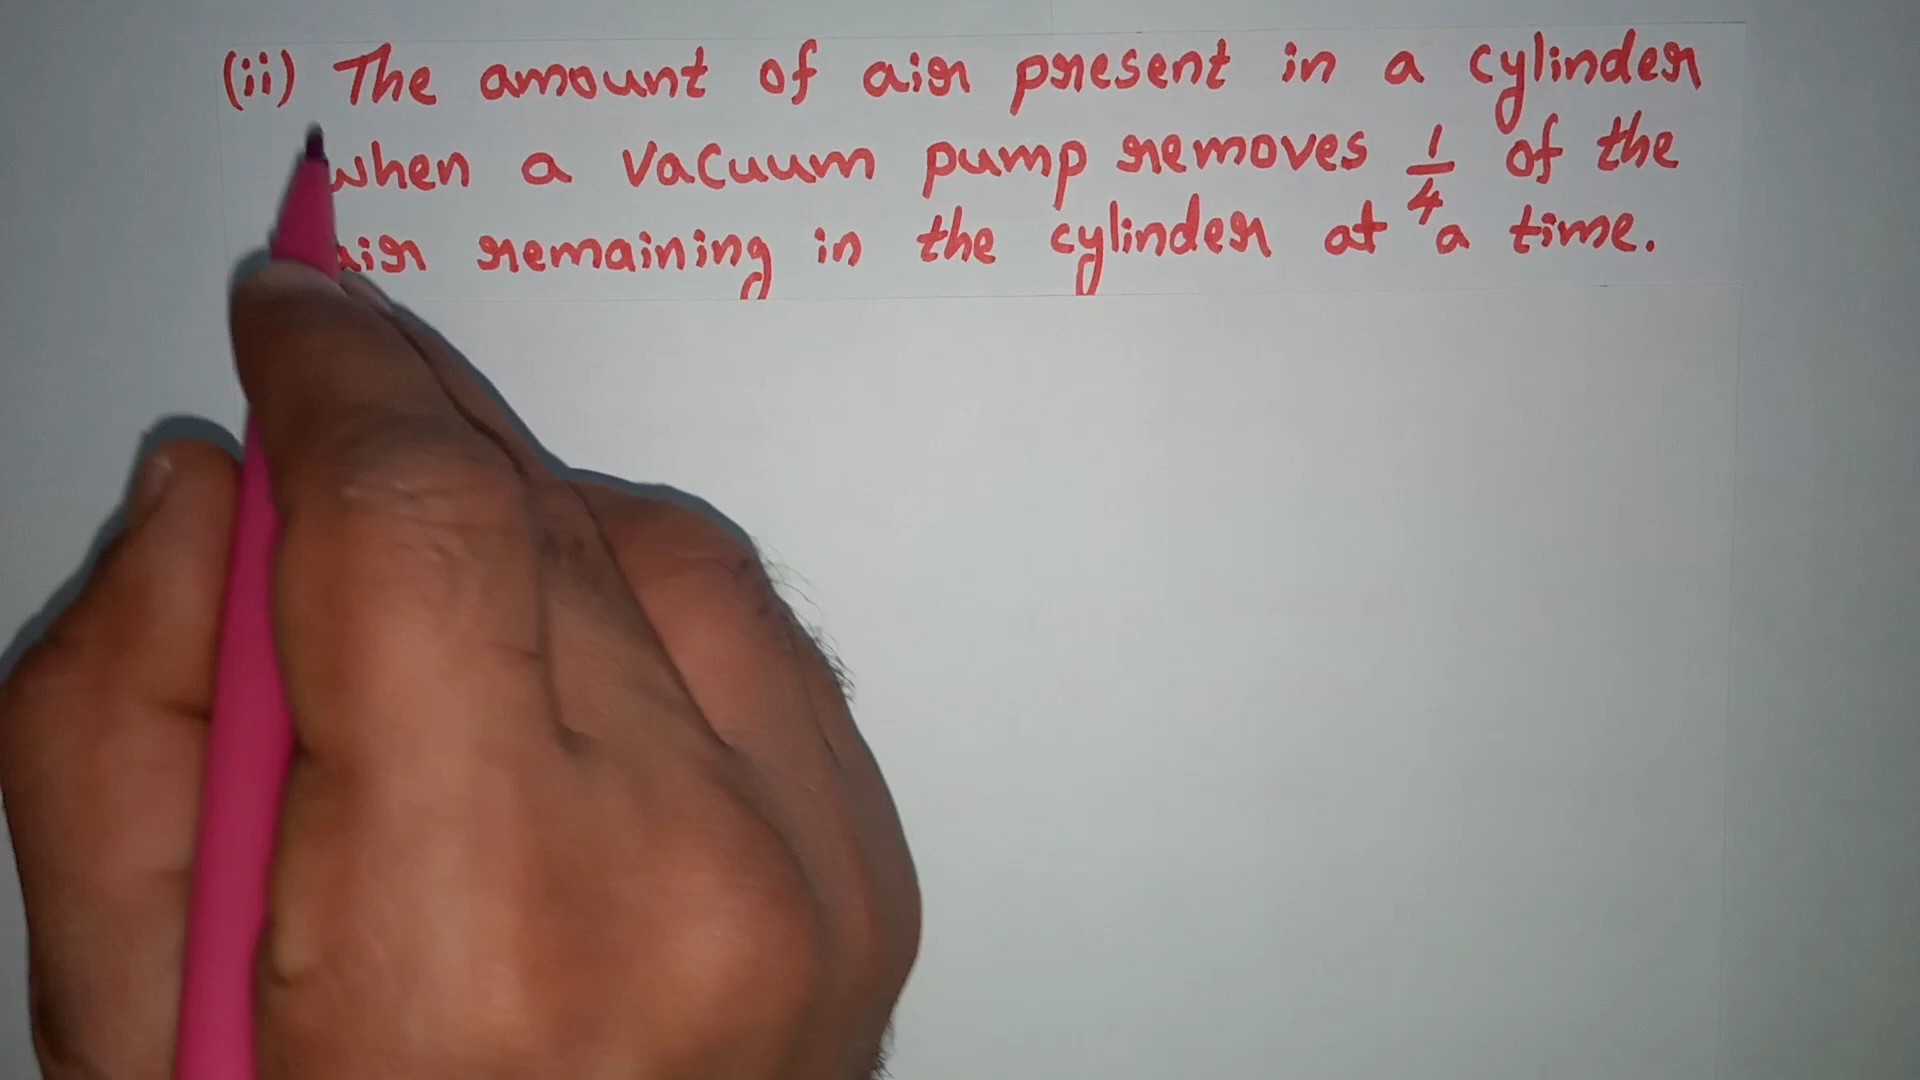 (ii) The amount of air present in a cylinder
when a vacuum pump removes 1/4 of the
air remaining in the cylinder at a time.